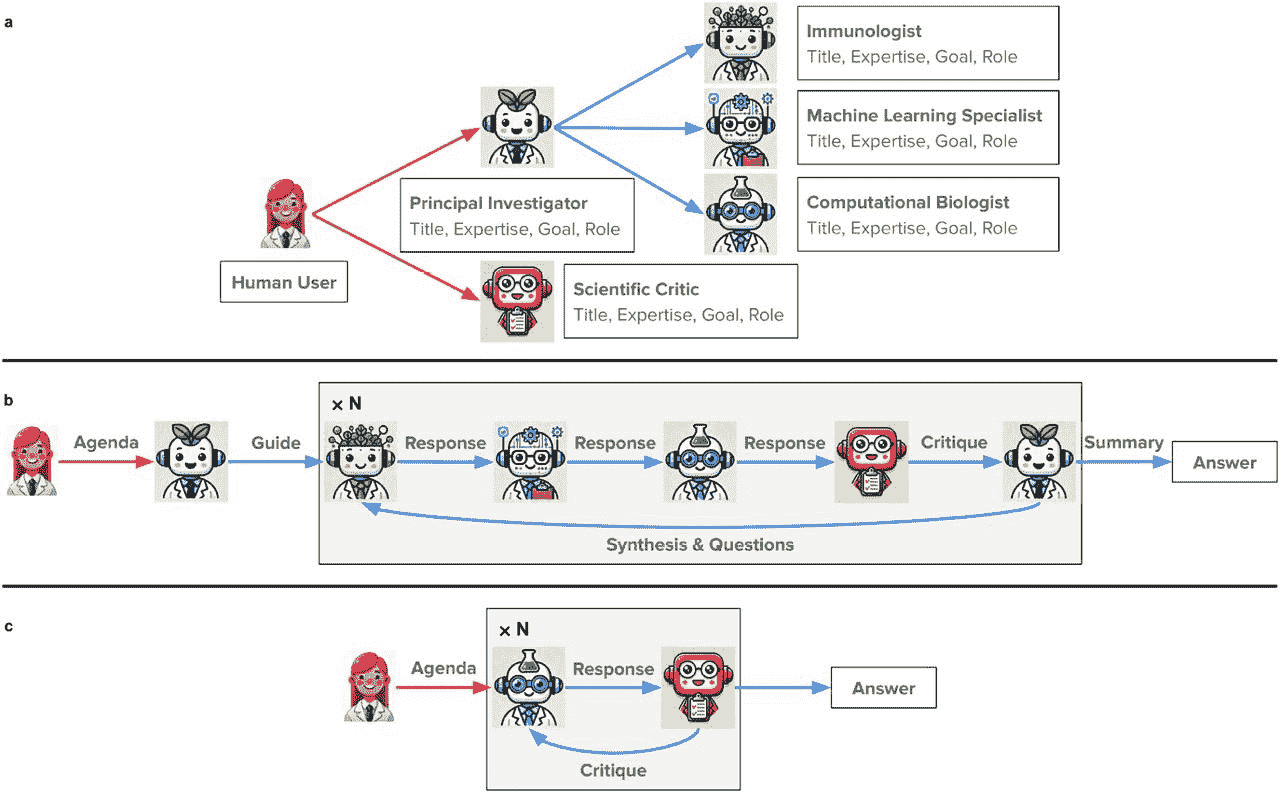 a
Immunologist
Title, Expertise, Goal, Role
Machine Learning Specialist
Title, Expertise, Goal, Role
Principal Investigator
Title, Expertise, Goal, Role
Computational Biologist
Title, Expertise, Goal, Role
Human User
Scientific Critic
Title, Expertise, Goal, Role
b
× N
Agenda
Guide
Response
Response
Response
Critique
Summary
Answer
Synthesis & Questions
c
× N
Agenda
Response
Answer
Critique